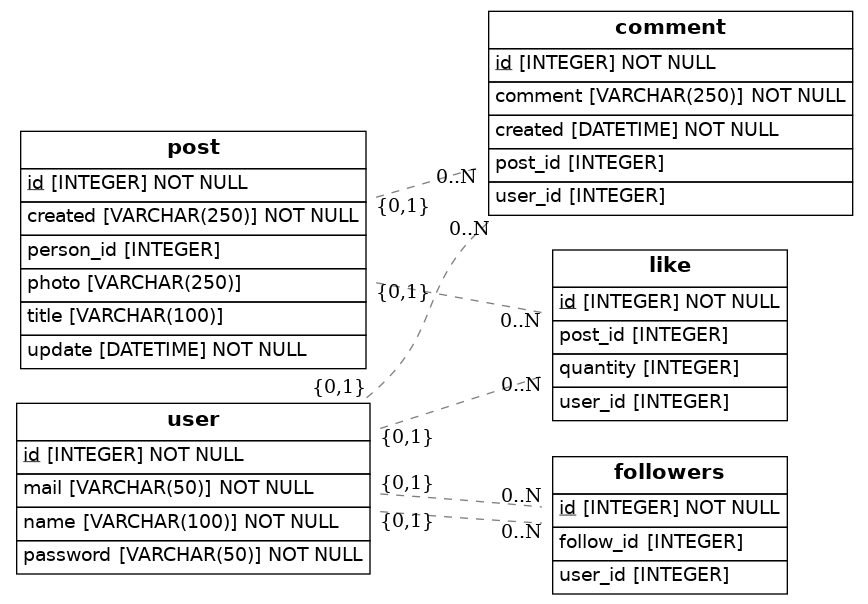 comment
id [INTEGER] NOT NULL
comment [VARCHAR(250)] NOT NULL
created [DATETIME] NOT NULL
post_id [INTEGER]
user_id [INTEGER]
post
id [INTEGER] NOT NULL
created [VARCHAR(250)] NOT NULL
person_id [INTEGER]
photo [VARCHAR(250)]
title [VARCHAR(100)]
update [DATETIME] NOT NULL
0..N
{0,1}
0..N
{0,1}
0..N
{0,1}
0..N
{0,1}
{0,1}
0..N
{0,1}
0..N
like
id [INTEGER] NOT NULL
post_id [INTEGER]
quantity [INTEGER]
user_id [INTEGER]
user
id [INTEGER] NOT NULL
mail [VARCHAR(50)] NOT NULL
name [VARCHAR(100)] NOT NULL
password [VARCHAR(50)] NOT NULL
followers
id [INTEGER] NOT NULL
follow_id [INTEGER]
user_id [INTEGER]